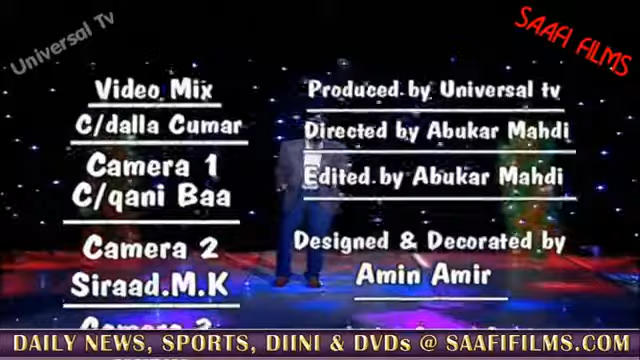 Universal Tv
SAAFI FILMS
Video Mix
C/dalla Cumar
Camera 1
C/qani Baa
Camera 2
Siraad.M.K
Camera 3
Produced by Universal tv
Directed by Abukar Mahdi
Edited by Abukar Mahdi
Designed & Decorated by
Amin Amir
DAILY NEWS, SPORTS, DIINI & DVDs @ SAAFIFILMS.COM